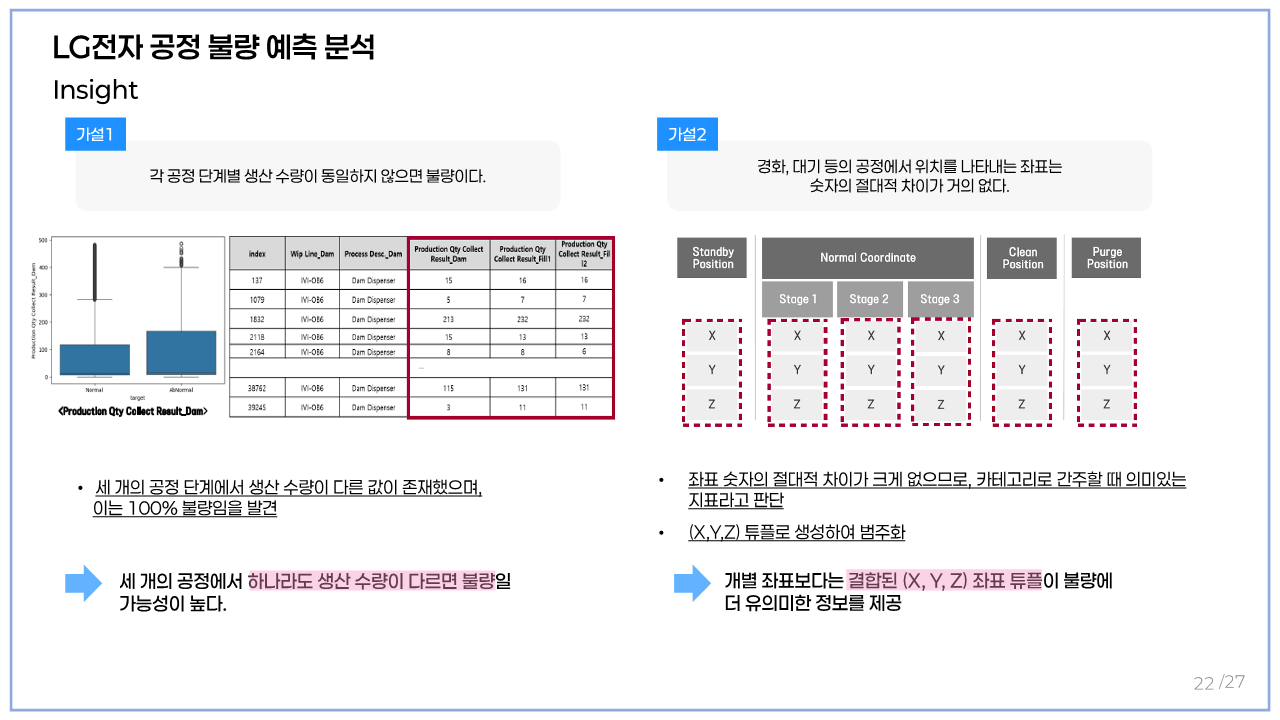 LG전자 공정 불량 예측 분석
Insight
가설1
각 공정 단계별 생산 수량이 동일하지 않으면 불량이다.
Production Qty Collect Result_Dam
500
400
300
200
100
0
Normal
AbNormal
target
<Production Qty Collect Result_Dam>
index Wip Line_Dam Process Desc._Dam Production Qty Collect Result_Dam Production Qty Collect Result_Fill1 Production Qty Collect Result_Fill2
137 IVI-OB6 Dam Dispenser 15 16 16
1079 IVI-OB6 Dam Dispenser 5 7 7
1832 IVI-OB6 Dam Dispenser 213 232 232
2118 IVI-OB6 Dam Dispenser 15 13 13
2164 IVI-OB6 Dam Dispenser 8 8 6
...
38762 IVI-OB6 Dam Dispenser 115 131 131
39245 IVI-OB6 Dam Dispenser 3 11 11
• 세 개의 공정 단계에서 생산 수량이 다른 값이 존재했으며,
이는 100% 불량임을 발견
세 개의 공정에서 하나라도 생산 수량이 다르면 불량일
가능성이 높다.
가설2
경화, 대기 등의 공정에서 위치를 나타내는 좌표는
숫자의 절대적 차이가 거의 없다.
Standby Position Normal Coordinate Clean Position Purge Position
Stage 1 Stage 2 Stage 3
X X X X X X
Y Y Y Y Y Y
Z Z Z Z Z Z
• 좌표 숫자의 절대적 차이가 크게 없으므로, 카테고리로 간주할 때 의미있는
지표라고 판단
• (X,Y,Z) 튜플로 생성하여 범주화
개별 좌표보다는 결합된 (X, Y, Z) 좌표 튜플이 불량에
더 유의미한 정보를 제공
22 /27